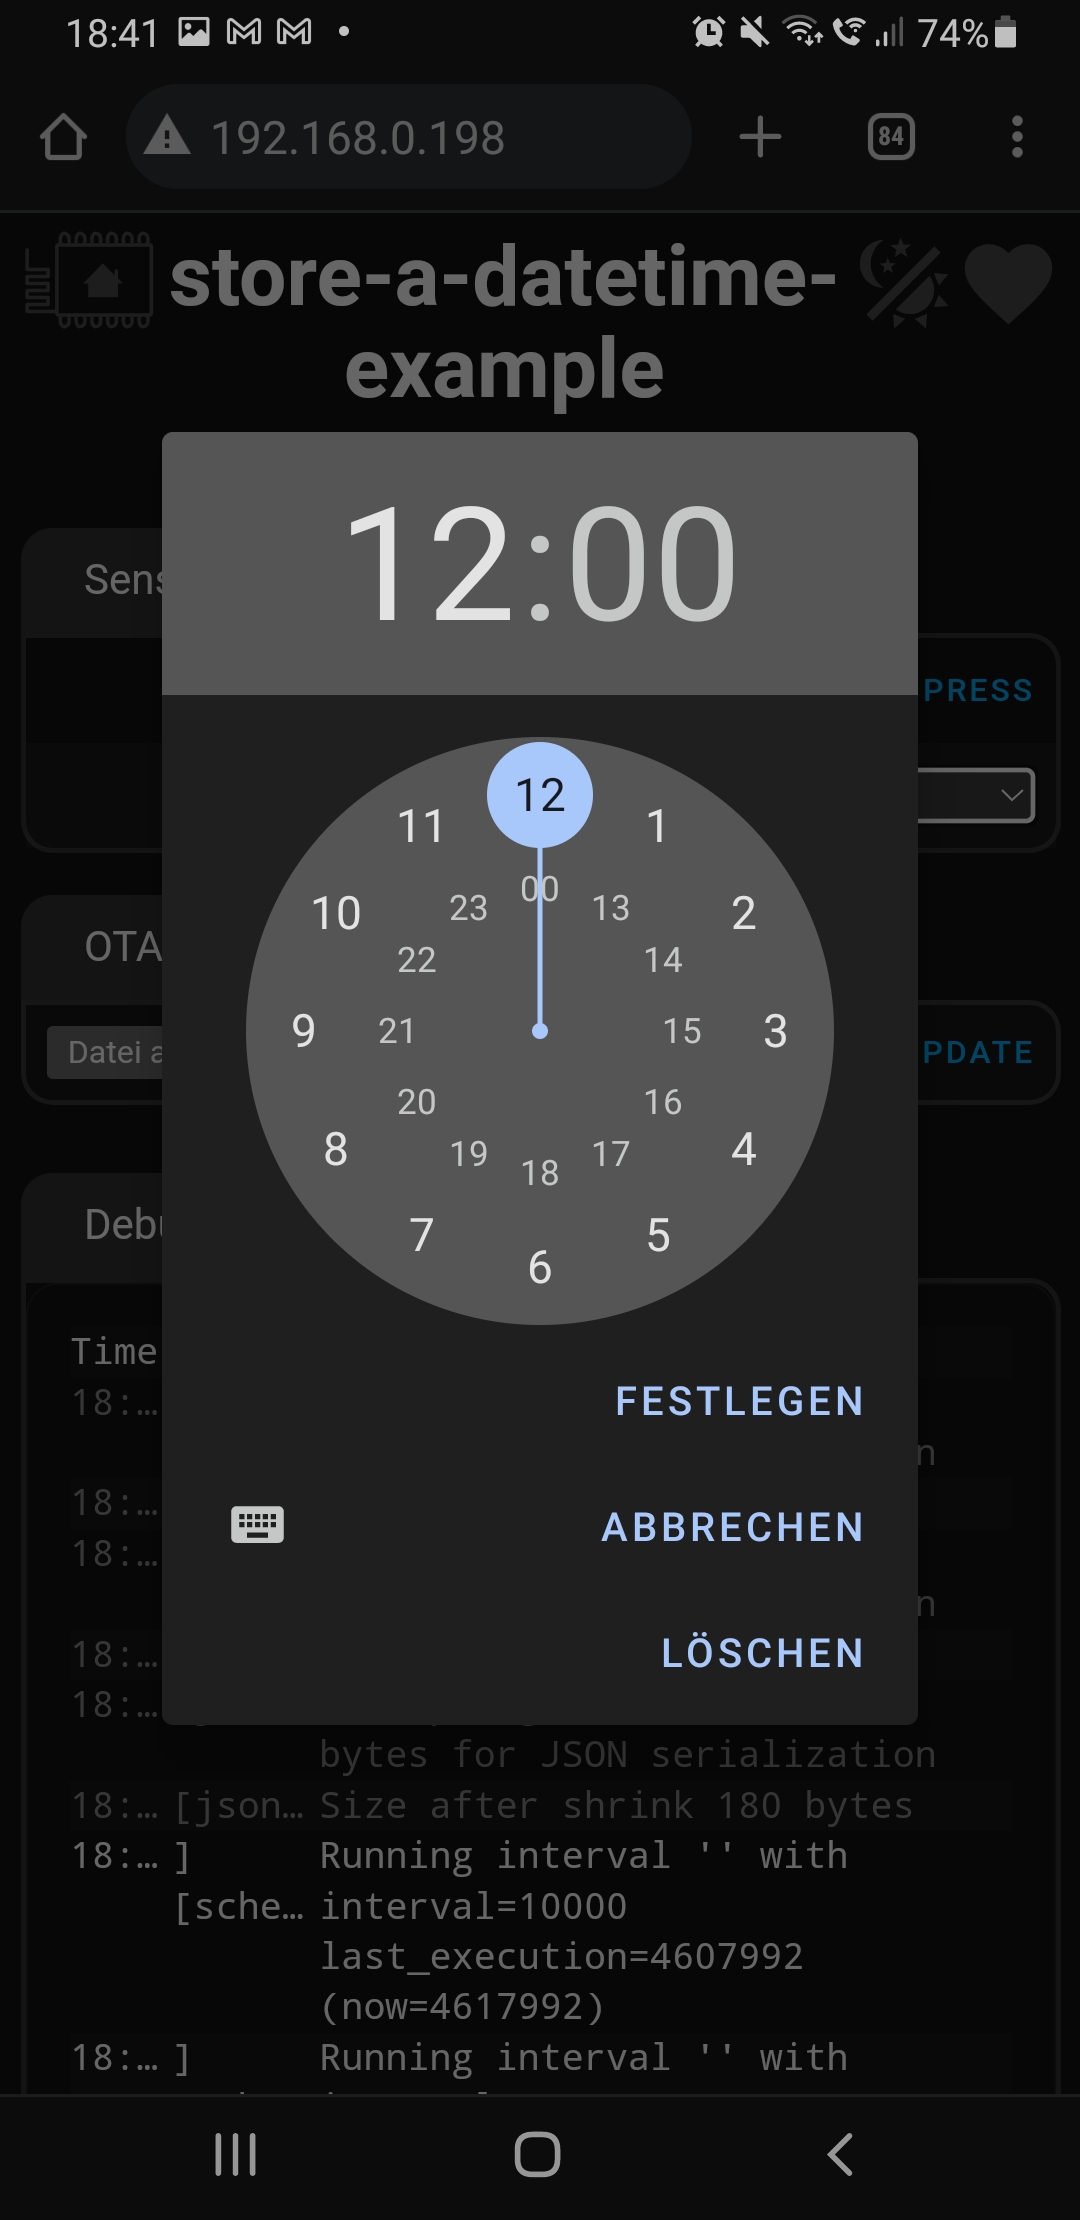 18:41
74%
192.168.0.198
84
store-a-datetime-
example
12:00
Sens
PRESS
12
11
1
00
23
13
10
2
22
14
9
21
15
3
20
16
8
19
17
4
18
7
5
6
OTA
Datei a
PDATE
Debu
Time
18:…
n
18:…
18:…
n
18:…
18:…
FESTLEGEN
ABBRECHEN
LÖSCHEN
bytes for JSON serialization
18:… [json… Size after shrink 180 bytes
18:… ] Running interval '' with
[sche… interval=10000
last_execution=4607992
(now=4617992)
18:… ] Running interval '' with